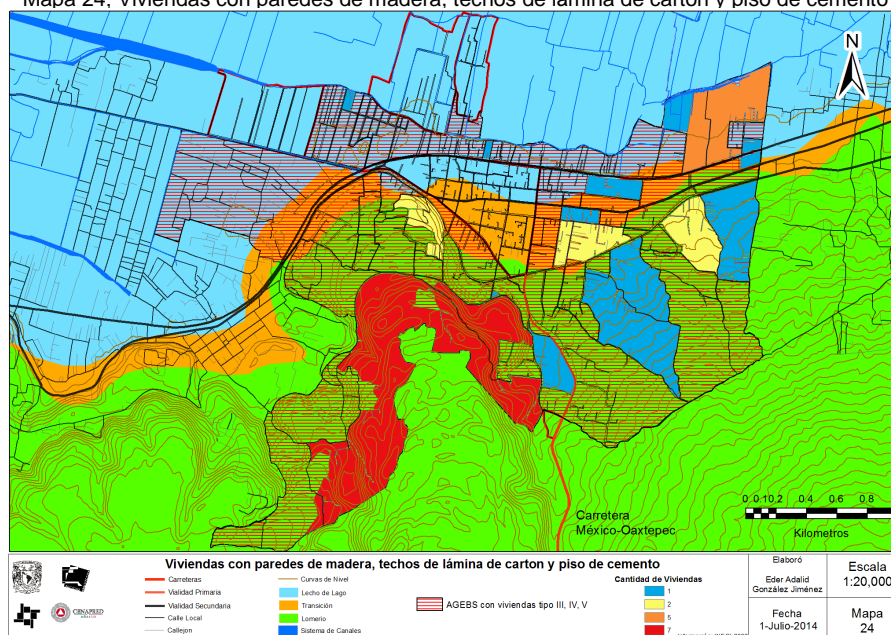 Mapa 24, Viviendas con paredes de madera, techos de lámina de cartón y piso de cemento
N
Carretera
México-Oaxtepec
0 0.10.2 0.4 0.6 0.8
Kilometros
Viviendas con paredes de madera, techos de lámina de carton y piso de cemento
Carreteras
Vialidad Primaria
Vialidad Secundaria
Calle Local
Callejon
Curvas de Nivel
Lecho de Lago
Transición
Lomerio
Sistema de Canales
AGEBS con viviendas tipo III, IV, V
Cantidad de Viviendas
1
2
5
7
CENAPRED
Elaboró
Eder Adalid
González Jiménez
Fecha
1-Julio-2014
Escala
1:20,000
Mapa
24